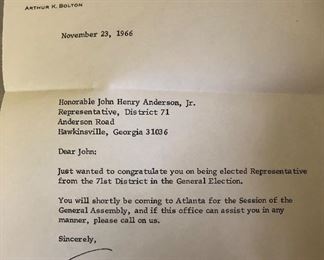 ARTHUR K. BOLTON
November 23, 1966
Honorable John Henry Anderson, Jr.
Representative, District 71
Anderson Road
Hawkinsville, Georgia 31036
Dear John:
Just wanted to congratulate you on being elected Representative
from the 71st District in the General Election.
You will shortly be coming to Atlanta for the Session of the
General Assembly, and if this office can assist you in any
manner, please call on us.
Sincerely,